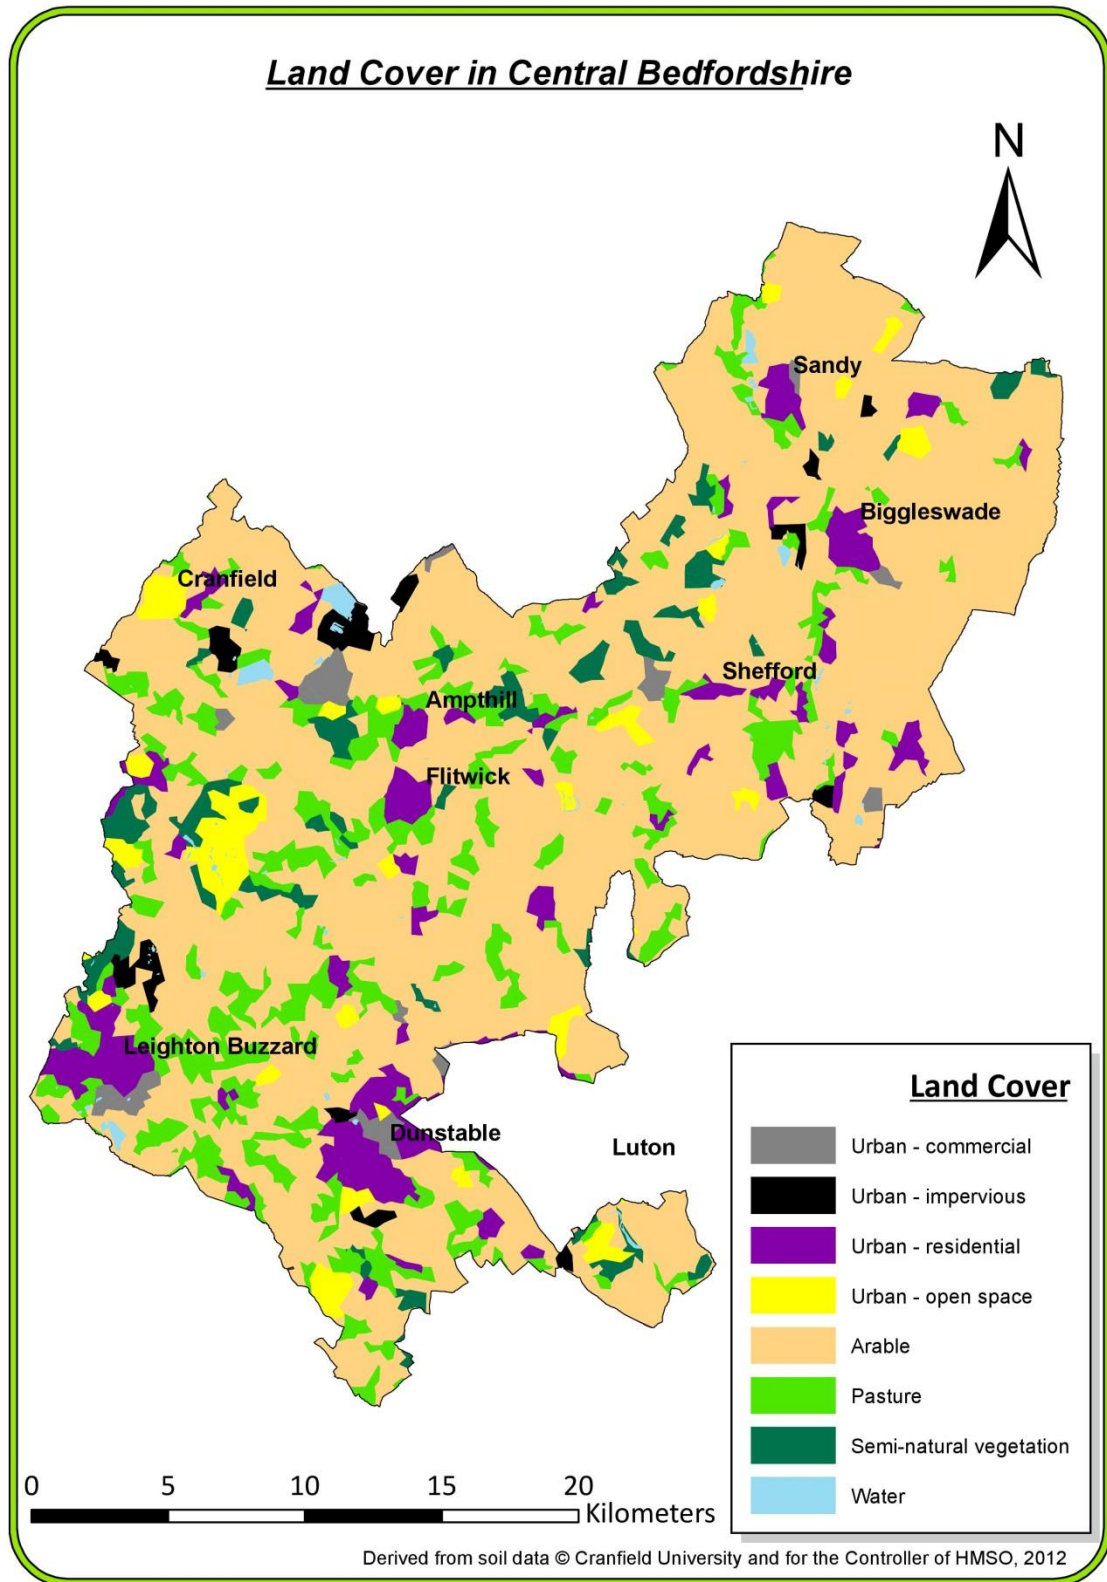 Land Cover in Central Bedfordshire
N
Sandy
Biggleswade
Cranfield
Shefford
Ampthill
Flitwick
Leighton Buzzard
Dunstable
Luton
Land Cover
Urban - commercial
Urban - impervious
Urban - residential
Urban - open space
Arable
Pasture
Semi-natural vegetation
Water
0 5 10 15 20
Kilometers
Derived from soil data © Cranfield University and for the Controller of HMSO, 2012